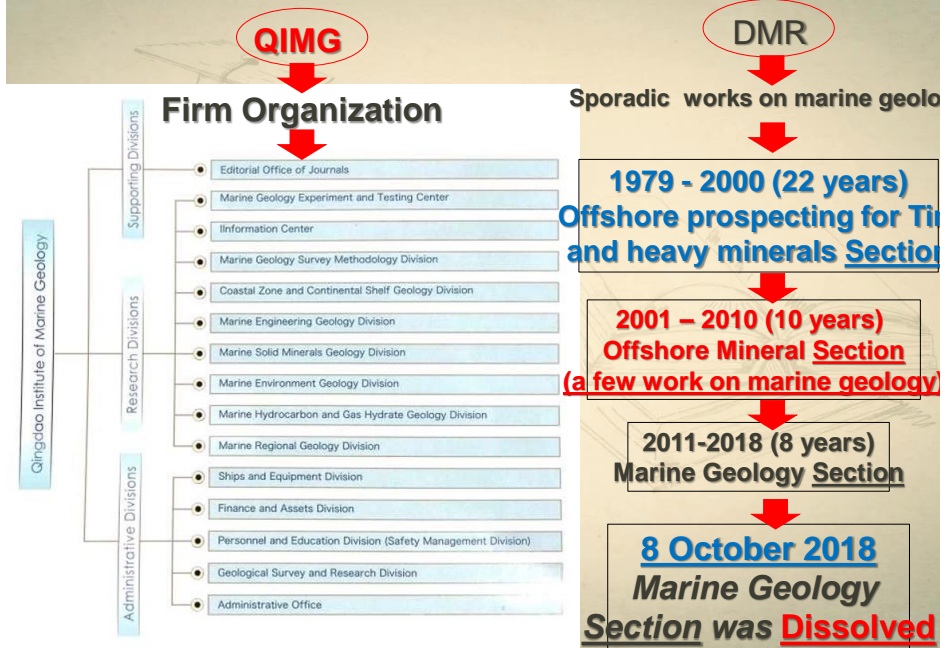 QIMG
Firm Organization
Qingdao Institute of Marine Geology
Supporting Divisions
Research Divisions
Administrative Divisions
Editorial Office of Journals
Marine Geology Experiment and Testing Center
IInformation Center
Marine Geology Survey Methodology Division
Coastal Zone and Continental Shelf Geology Division
Marine Engineering Geology Division
Marine Solid Minerals Geology Division
Marine Environment Geology Division
Marine Hydrocarbon and Gas Hydrate Geology Division
Marine Regional Geology Division
Ships and Equipment Division
Finance and Assets Division
Personnel and Education Division (Safety Management Division)
Geological Survey and Research Division
Administrative Office
DMR
Sporadic works on marine geolo
1979 - 2000 (22 years)
Offshore prospecting for Tin
and heavy minerals Section
2001 – 2010 (10 years)
Offshore Mineral Section
(a few work on marine geology)
2011-2018 (8 years)
Marine Geology Section
8 October 2018
Marine Geology
Section was Dissolved